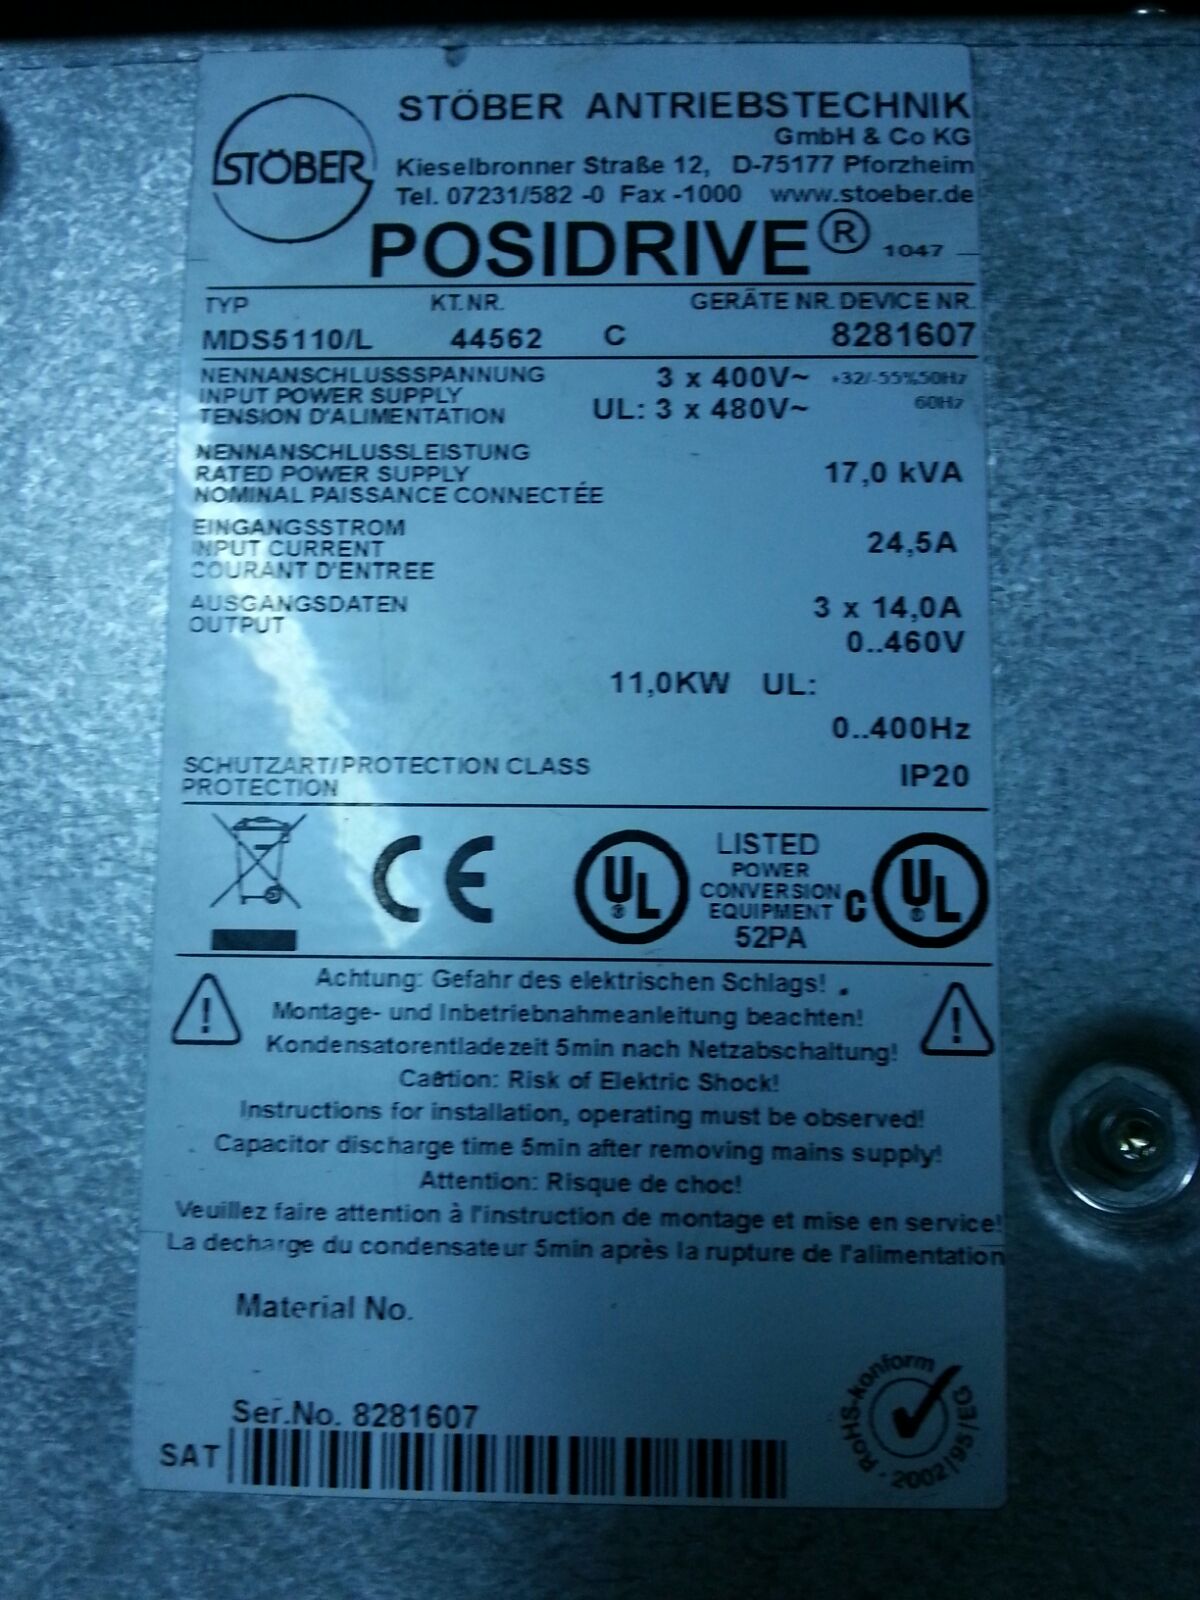 STÖBER
STÖBER ANTRIEBSTECHNIK
GmbH & Co KG
Kieselbronner Straße 12, D-75177 Pforzheim
Tel. 07231/582 -0 Fax -1000 www.stoeber.de
POSIDRIVE® 1047
TYP KT.NR. GERÄTE NR. DEVICE NR.
MDS5110/L 44562 C 8281607
NENNANSCHLUSSSPANNUNG 3 x 400V~ +32/-55%50Hz
INPUT POWER SUPPLY UL: 3 x 480V~ 60Hz
TENSION D'ALIMENTATION
NENNANSCHLUSSLEISTUNG
RATED POWER SUPPLY 17,0 kVA
NOMINAL PAISSANCE CONNECTÉE
EINGANGSSTROM
INPUT CURRENT 24,5A
COURANT D'ENTREE
AUSGANGSDATEN 3 x 14,0A
OUTPUT
0..460V
11,0KW UL:
0..400Hz
SCHUTZART/PROTECTION CLASS IP20
PROTECTION
CE
UL ®
LISTED
POWER
CONVERSION
EQUIPMENT
52PA
C UL ®
Achtung: Gefahr des elektrischen Schlags!
Montage- und Inbetriebnahmeanleitung beachten!
Kondensatorentladezeit 5min nach Netzabschaltung!
Caution: Risk of Elektric Shock!
Instructions for installation, operating must be observed!
Capacitor discharge time 5min after removing mains supply!
Attention: Risque de choc!
Veuillez faire attention à l'instruction de montage et mise en service!
La decharge du condensateur 5min après la rupture de l'alimentation
Material No.
Ser.No. 8281607
SAT
RoHS-konform
2002/95/EG